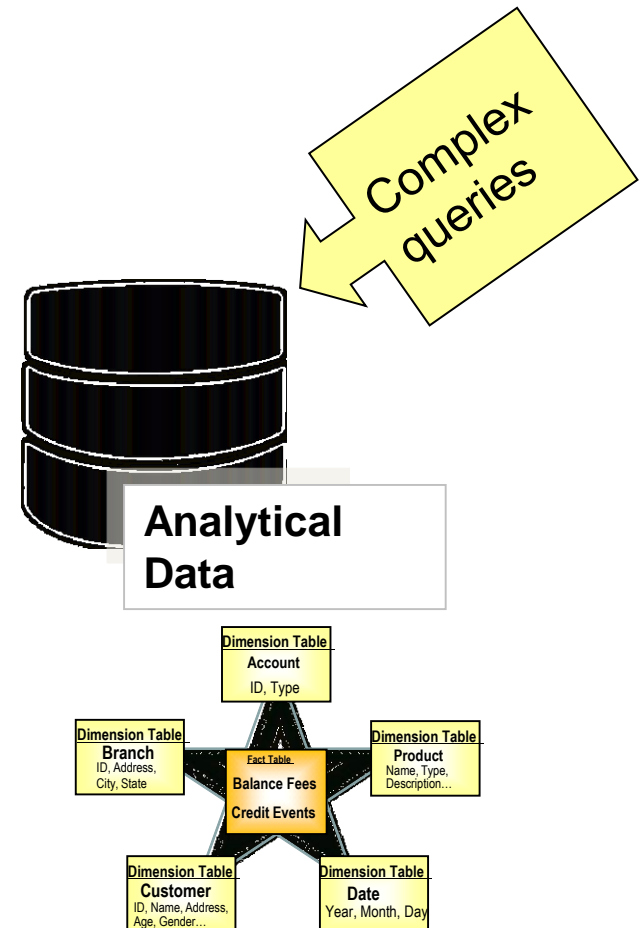 Complex
queries
Analytical
Data
Dimension Table
Account
ID, Type
Dimension Table
Branch
ID, Address,
City, State
Fact Table
Balance Fees
Credit Events
Dimension Table
Product
Name, Type,
Description…
Dimension Table
Customer
ID, Name, Address,
Age, Gender…
Dimension Table
Date
Year, Month, Day